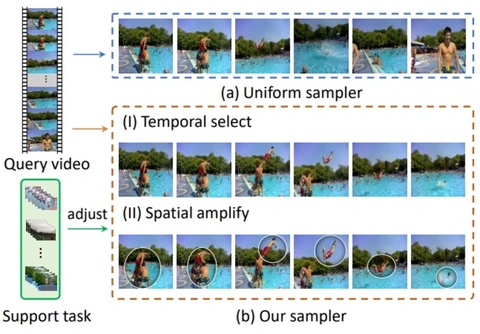 (a) Uniform sampler
(I) Temporal select
Query video
adjust
(II) Spatial amplify
Support task
(b) Our sampler